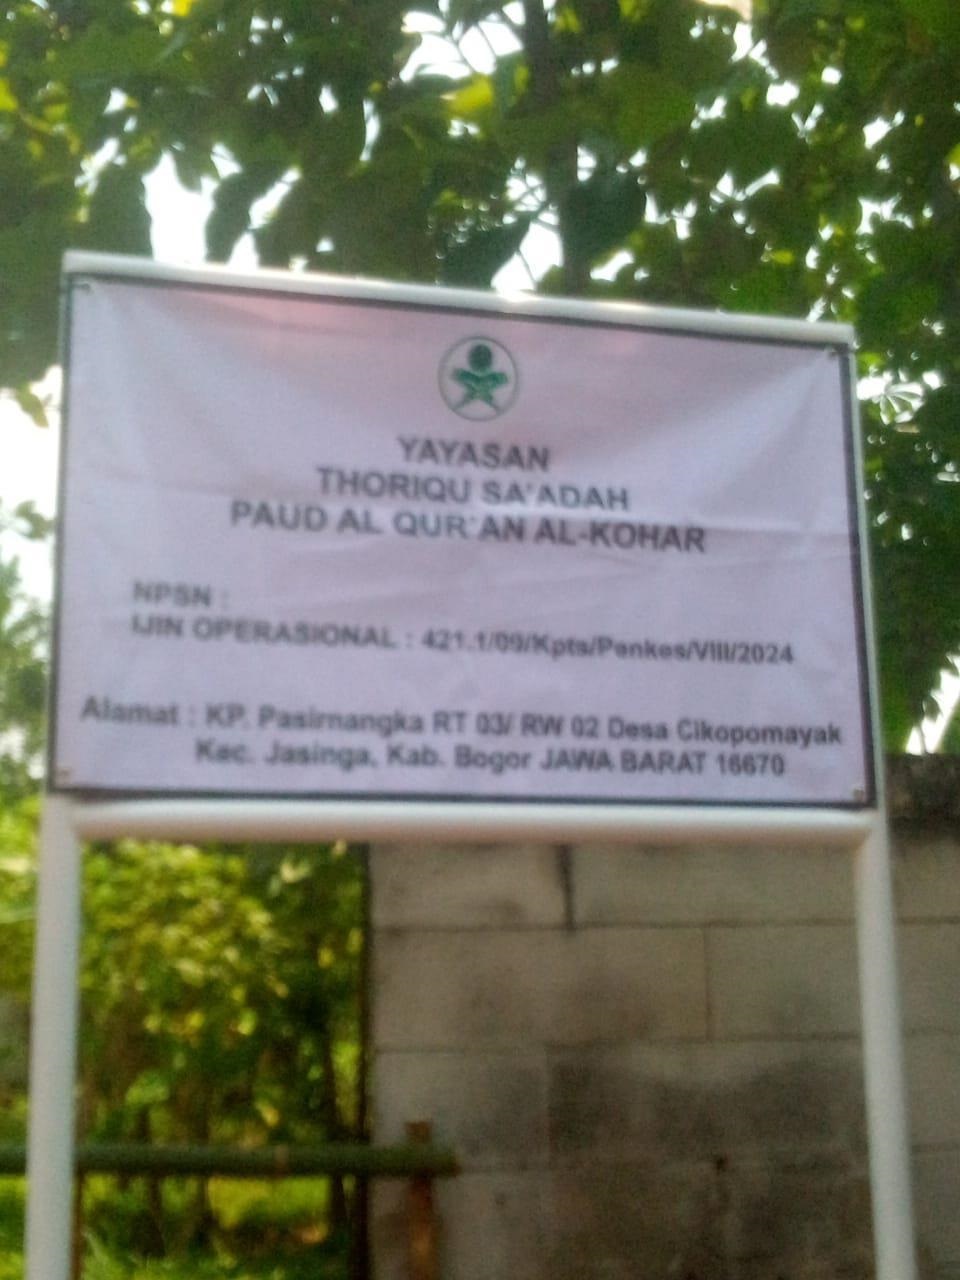 YAYASAN
THORIQU SA'ADAH
PAUD AL QUR'AN AL-KOHAR
NPSN :
IJIN OPERASIONAL : 421.1/09/Kpts/Penkes/VIII/2024
Alamat : KP. Pasirnangka RT 03/ RW 02 Desa Cikopomayak
Kec. Jasinga, Kab. Bogor JAWA BARAT 16670